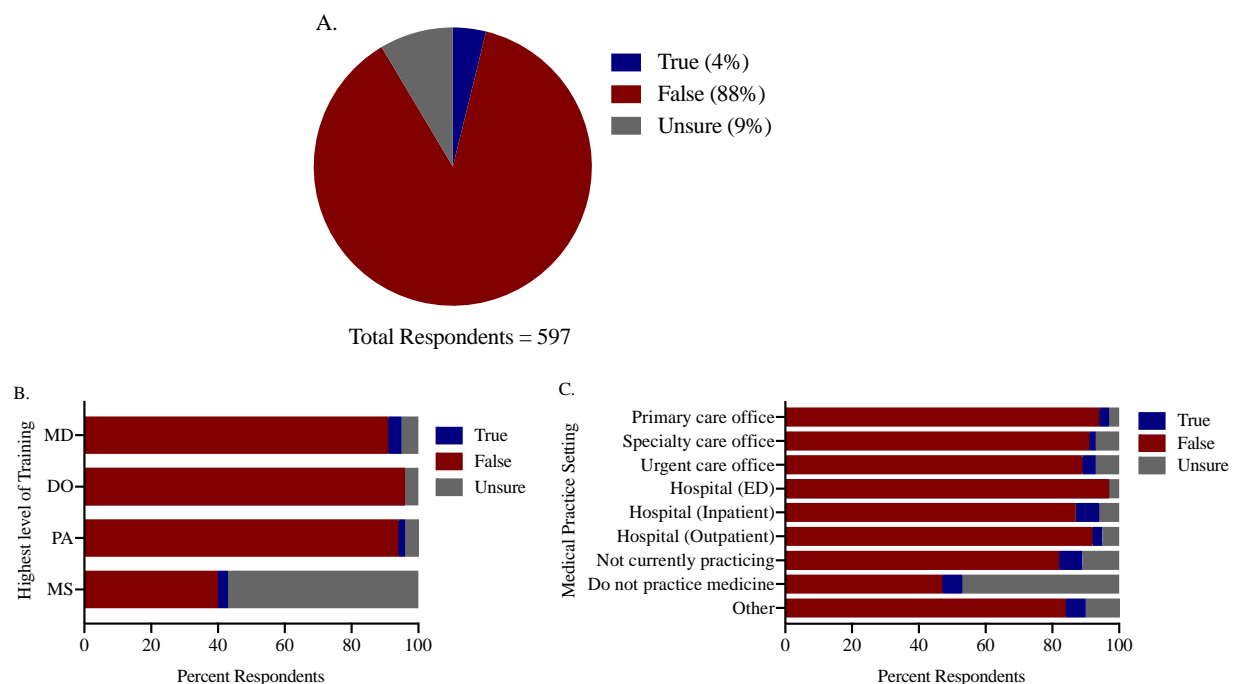 A.
True (4%)
False (88%)
Unsure (9%)
Total Respondents = 597
B.
Highest level of Training
MD
DO
PA
MS
0 20 40 60 80 100
Percent Respondents
True
False
Unsure
C.
Medical Practice Setting
Primary care office
Specialty care office
Urgent care office
Hospital (ED)
Hospital (Inpatient)
Hospital (Outpatient)
Not currently practicing
Do not practice medicine
Other
0 20 40 60 80 100
Percent Respondents
True
False
Unsure